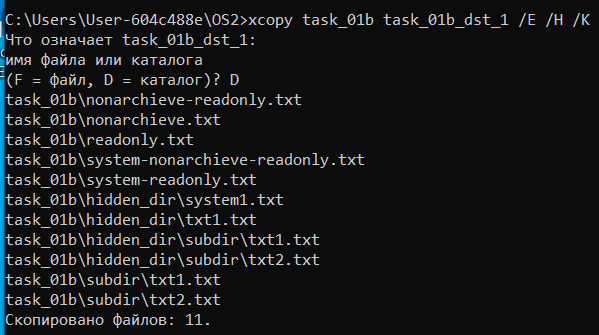 C:\Users\User-604c488e\OS2>xcopy task_01b task_01b_dst_1 /E /H /K
Что означает task_01b_dst_1:
имя файла или каталога
(F = файл, D = каталог)? D
task_01b\nonarchieve-readonly.txt
task_01b\nonarchieve.txt
task_01b\readonly.txt
task_01b\system-nonarchieve-readonly.txt
task_01b\system-readonly.txt
task_01b\hidden_dir\system1.txt
task_01b\hidden_dir\txt1.txt
task_01b\hidden_dir\subdir\txt1.txt
task_01b\hidden_dir\subdir\txt2.txt
task_01b\subdir\txt1.txt
task_01b\subdir\txt2.txt
Скопировано файлов: 11.